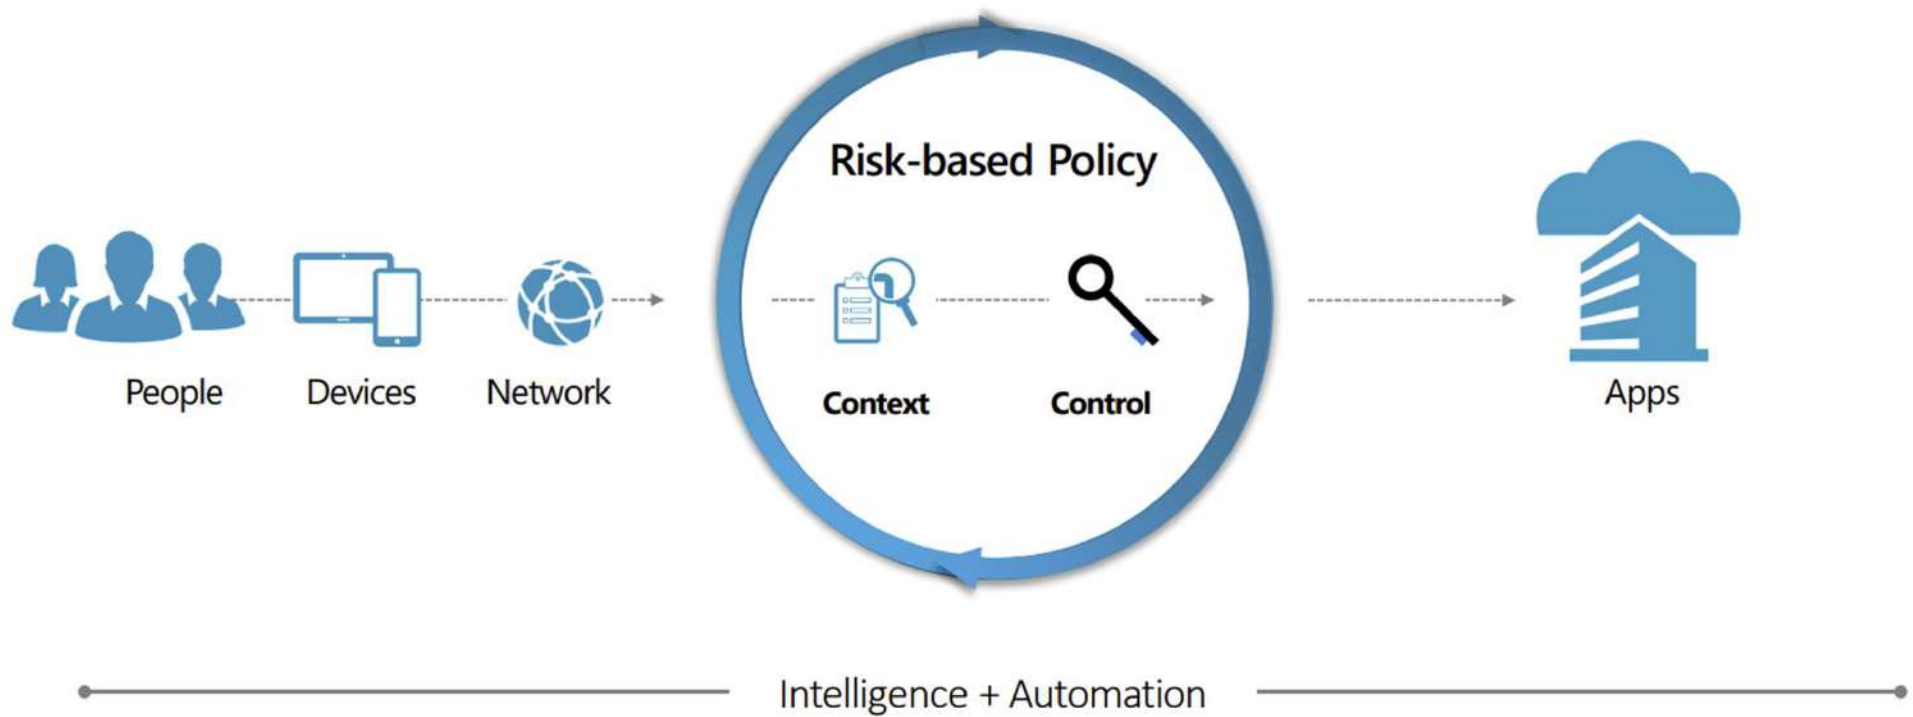 Risk-based Policy
People
Devices
Network
Context
Control
Apps
Intelligence + Automation